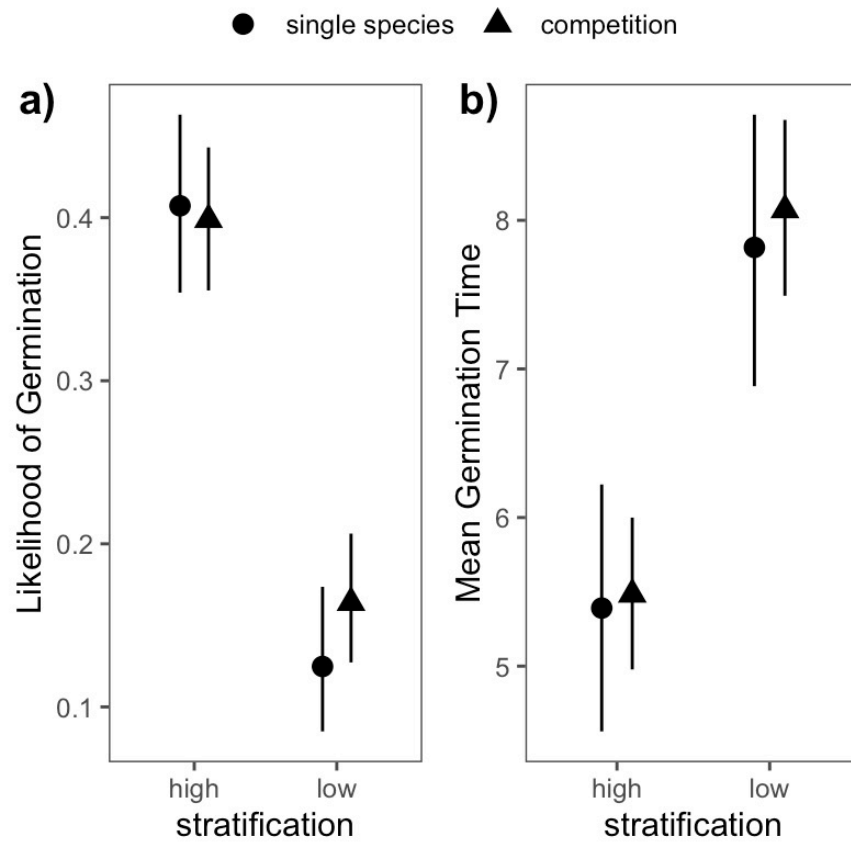 single species competition
a)
Likelihood of Germination
0.4
0.3
0.2
0.1
high low
stratification
b)
Mean Germination Time
8
7
6
5
high low
stratification